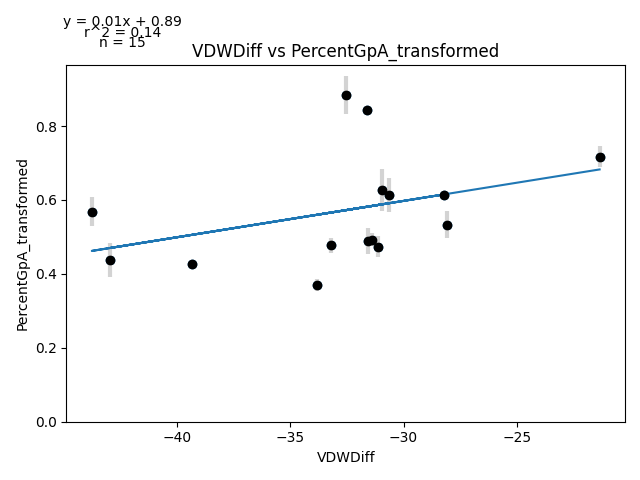 y = 0.01x + 0.89
r^2 = 0.14
n = 15
VDWDiff vs PercentGpA_transformed
PercentGpA_transformed
0.8
0.6
0.4
0.2
0.0
−40
−35
−30
−25
VDWDiff